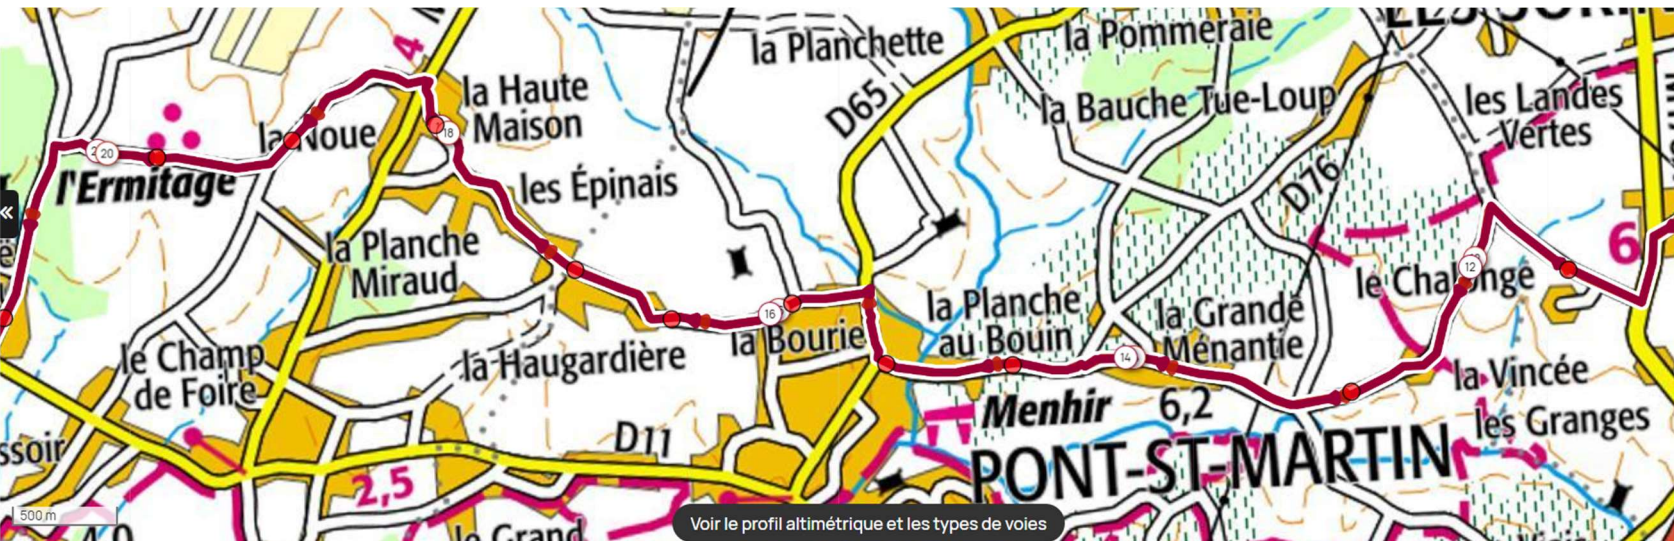 la Planchette
la Pommeraie
D65
4
la Haute
Maison
la Bauche Tue-Loup
les Landes
Vertes
la Noue
18
20
l'Ermitage
les Épinais
D76
la Planche
Miraud
6
le Chalonge
12
la Planche
au Bouin
la Grande
Ménantie
16
la Bourie
14
le Champ
de Foire
la Haugardière
la Vincée
Menhir 6,2
les Granges
D11
PONT-ST-MARTIN
2,5
500 m
Voir le profil altimétrique et les types de voies
le Grand